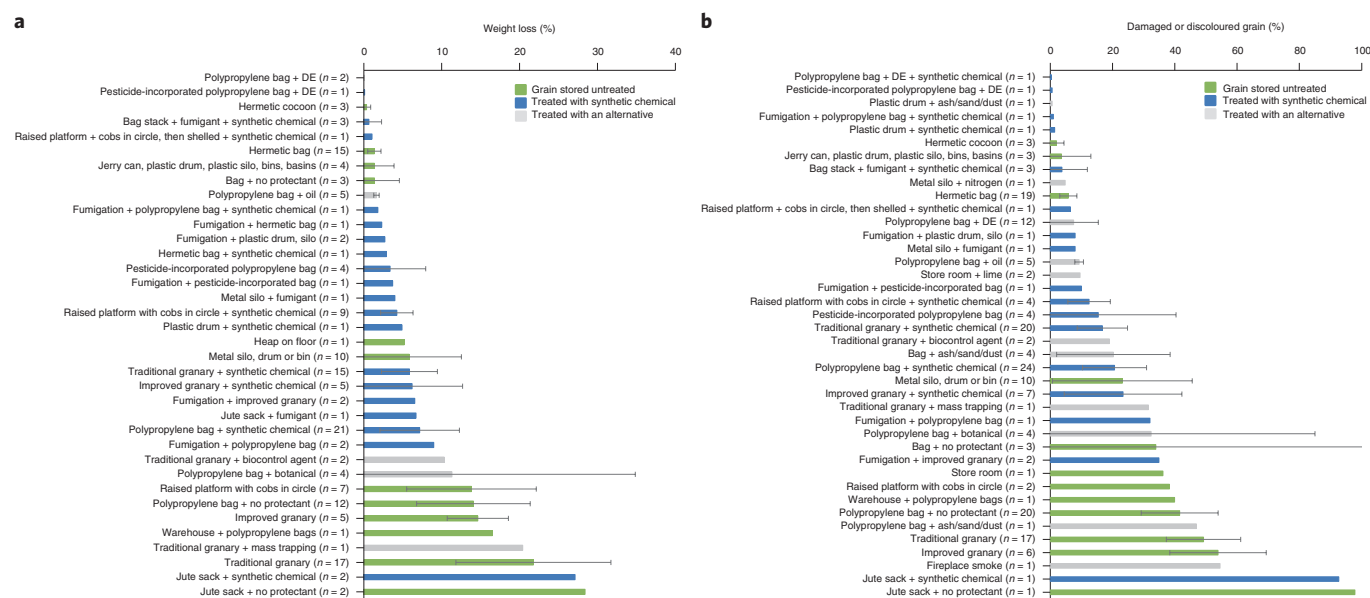 a
Weight loss (%)
0 10 20 30 40
Polypropylene bag + DE (n = 2)
Pesticide-incorporated polypropylene bag + DE (n = 1)
Hermetic cocoon (n = 3)
Bag stack + fumigant + synthetic chemical (n = 3)
Raised platform + cobs in circle, then shelled + synthetic chemical (n = 1)
Hermetic bag (n = 15)
Jerry can, plastic drum, plastic silo, bins, basins (n = 4)
Bag + no protectant (n = 3)
Polypropylene bag + oil (n = 5)
Fumigation + polypropylene bag + synthetic chemical (n = 1)
Fumigation + hermetic bag (n = 1)
Fumigation + plastic drum, silo (n = 2)
Hermetic bag + synthetic chemical (n = 1)
Pesticide-incorporated polypropylene bag (n = 4)
Fumigation + pesticide-incorporated bag (n = 1)
Metal silo + fumigant (n = 1)
Raised platform with cobs in circle + synthetic chemical (n = 9)
Plastic drum + synthetic chemical (n = 1)
Heap on floor (n = 1)
Metal silo, drum or bin (n = 10)
Traditional granary + synthetic chemical (n = 15)
Improved granary + synthetic chemical (n = 5)
Fumigation + improved granary (n = 2)
Jute sack + fumigant (n = 1)
Polypropylene bag + synthetic chemical (n = 21)
Fumigation + polypropylene bag (n = 2)
Traditional granary + biocontrol agent (n = 2)
Polypropylene bag + botanical (n = 4)
Raised platform with cobs in circle (n = 7)
Polypropylene bag + no protectant (n = 12)
Improved granary (n = 5)
Warehouse + polypropylene bags (n = 1)
Traditional granary + mass trapping (n = 1)
Traditional granary (n = 17)
Jute sack + synthetic chemical (n = 2)
Jute sack + no protectant (n = 2)
Grain stored untreated
Treated with synthetic chemical
Treated with an alternative
b
Damaged or discoloured grain (%)
0 20 40 60 80 100
Polypropylene bag + DE + synthetic chemical (n = 1)
Pesticide-incorporated polypropylene bag + DE (n = 1)
Plastic drum + ash/sand/dust (n = 1)
Fumigation + polypropylene bag + synthetic chemical (n = 1)
Plastic drum + synthetic chemical (n = 1)
Hermetic cocoon (n = 3)
Jerry can, plastic drum, plastic silo, bins, basins (n = 3)
Bag stack + fumigant + synthetic chemical (n = 3)
Metal silo + nitrogen (n = 1)
Hermetic bag (n = 19)
Raised platform + cobs in circle, then shelled + synthetic chemical (n = 1)
Polypropylene bag + DE (n = 12)
Fumigation + plastic drum, silo (n = 1)
Metal silo + fumigant (n = 1)
Polypropylene bag + oil (n = 5)
Store room + lime (n = 2)
Fumigation + pesticide-incorporated bag (n = 1)
Raised platform with cobs in circle + synthetic chemical (n = 4)
Pesticide-incorporated polypropylene bag (n = 4)
Traditional granary + synthetic chemical (n = 20)
Traditional granary + biocontrol agent (n = 2)
Bag + ash/sand/dust (n = 4)
Polypropylene bag + synthetic chemical (n = 24)
Metal silo, drum or bin (n = 10)
Improved granary + synthetic chemical (n = 7)
Traditional granary + mass trapping (n = 1)
Fumigation + polypropylene bag (n = 1)
Polypropylene bag + botanical (n = 4)
Bag + no protectant (n = 3)
Fumigation + improved granary (n = 2)
Store room (n = 1)
Raised platform with cobs in circle (n = 2)
Warehouse + polypropylene bags (n = 1)
Polypropylene bag + no protectant (n = 20)
Polypropylene bag + ash/sand/dust (n = 1)
Traditional granary (n = 17)
Improved granary (n = 6)
Fireplace smoke (n = 1)
Jute sack + synthetic chemical (n = 1)
Jute sack + no protectant (n = 1)
Grain stored untreated
Treated with synthetic chemical
Treated with an alternative